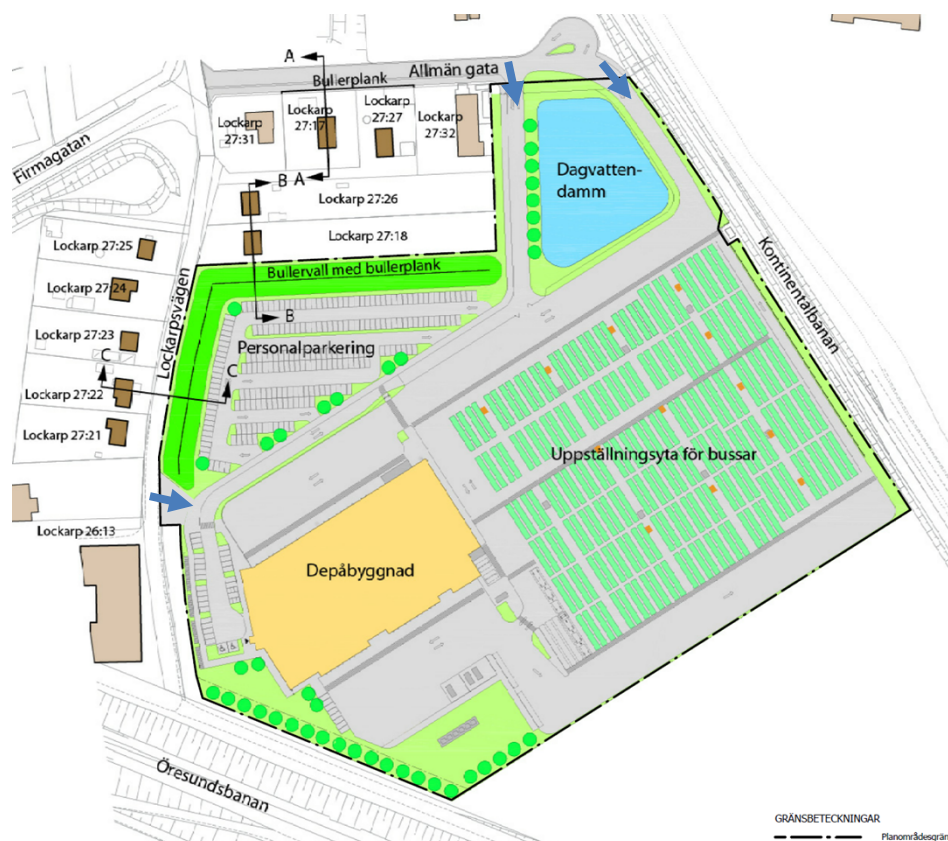 A
Allmän gata
Bullerplank
Lockarp
27:31
Lockarp
27:17
Lockarp
27:27
Lockarp
27:32
Firmagatan
B
A
Lockarp 27:26
Dagvatten-
damm
Lockarp 27:25
Lockarp 27:18
Kontinentalbanan
Bullervall med bullerplank
Lockarp 27:24
Lockarpsvägen
B
Lockarp 27:23
Personalparkering
C
C
Lockarp 27:22
Lockarp 27:21
Uppställningsyta för bussar
Lockarp 26:13
Depåbyggnad
Öresundsbanan
GRÄNSBETECKNINGAR
Planområdesgrän